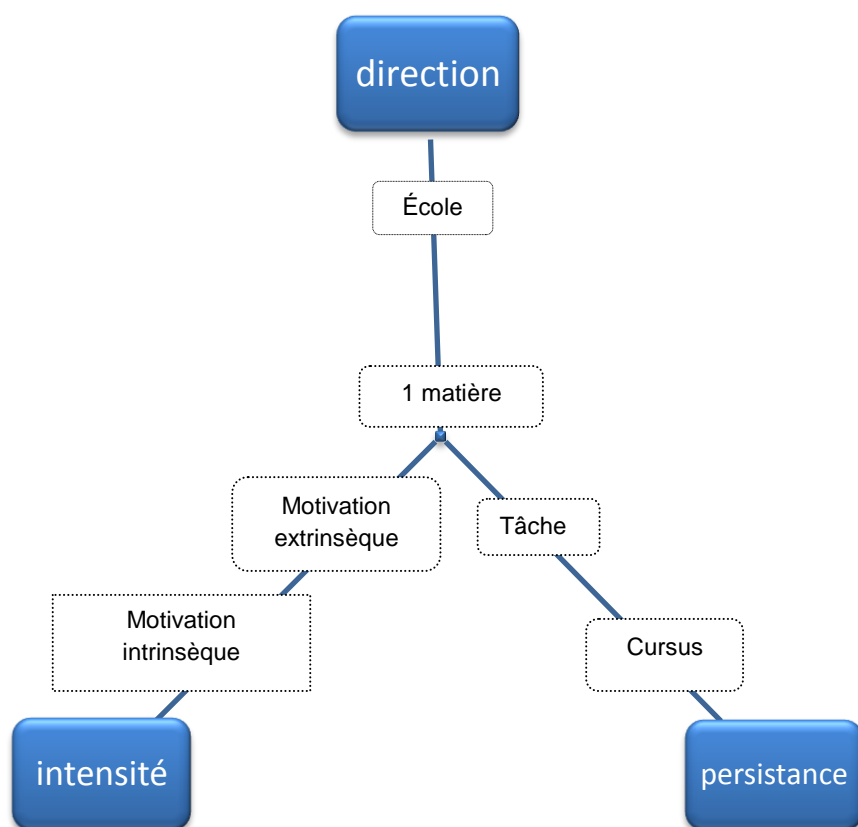 direction
École
1 matière
Motivation
extrinsèque
Tâche
Motivation
intrinsèque
Cursus
intensité
persistance